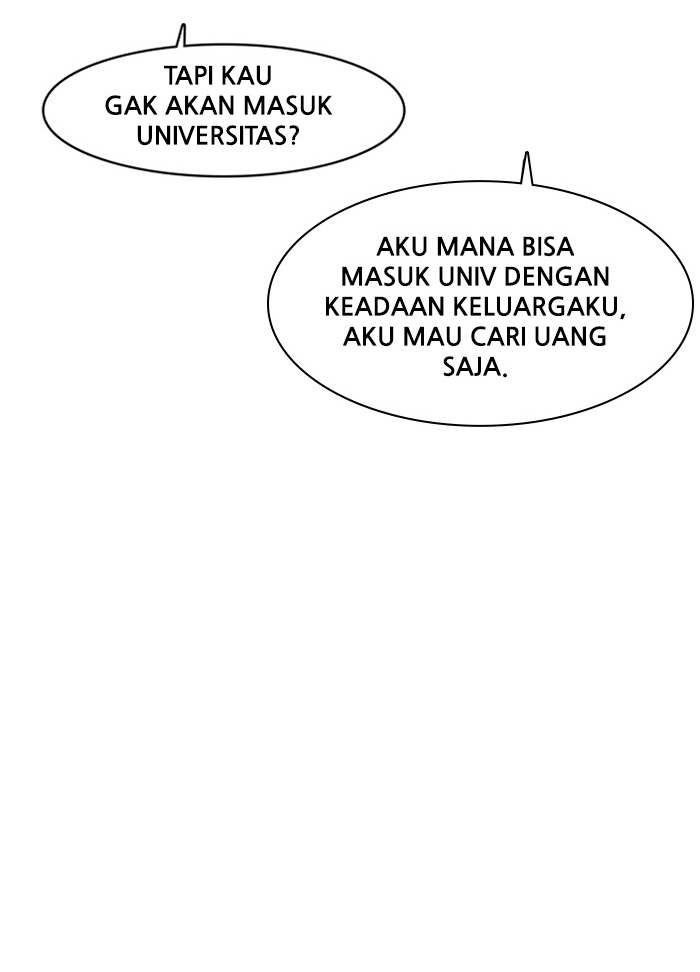 TAPI KAU
GAK AKAN MASUK
UNIVERSITAS?
AKU MANA BISA
MASUK UNIV DENGAN
KEADAAN KELUARGAKU,
AKU MAU CARI UANG
SAJA.